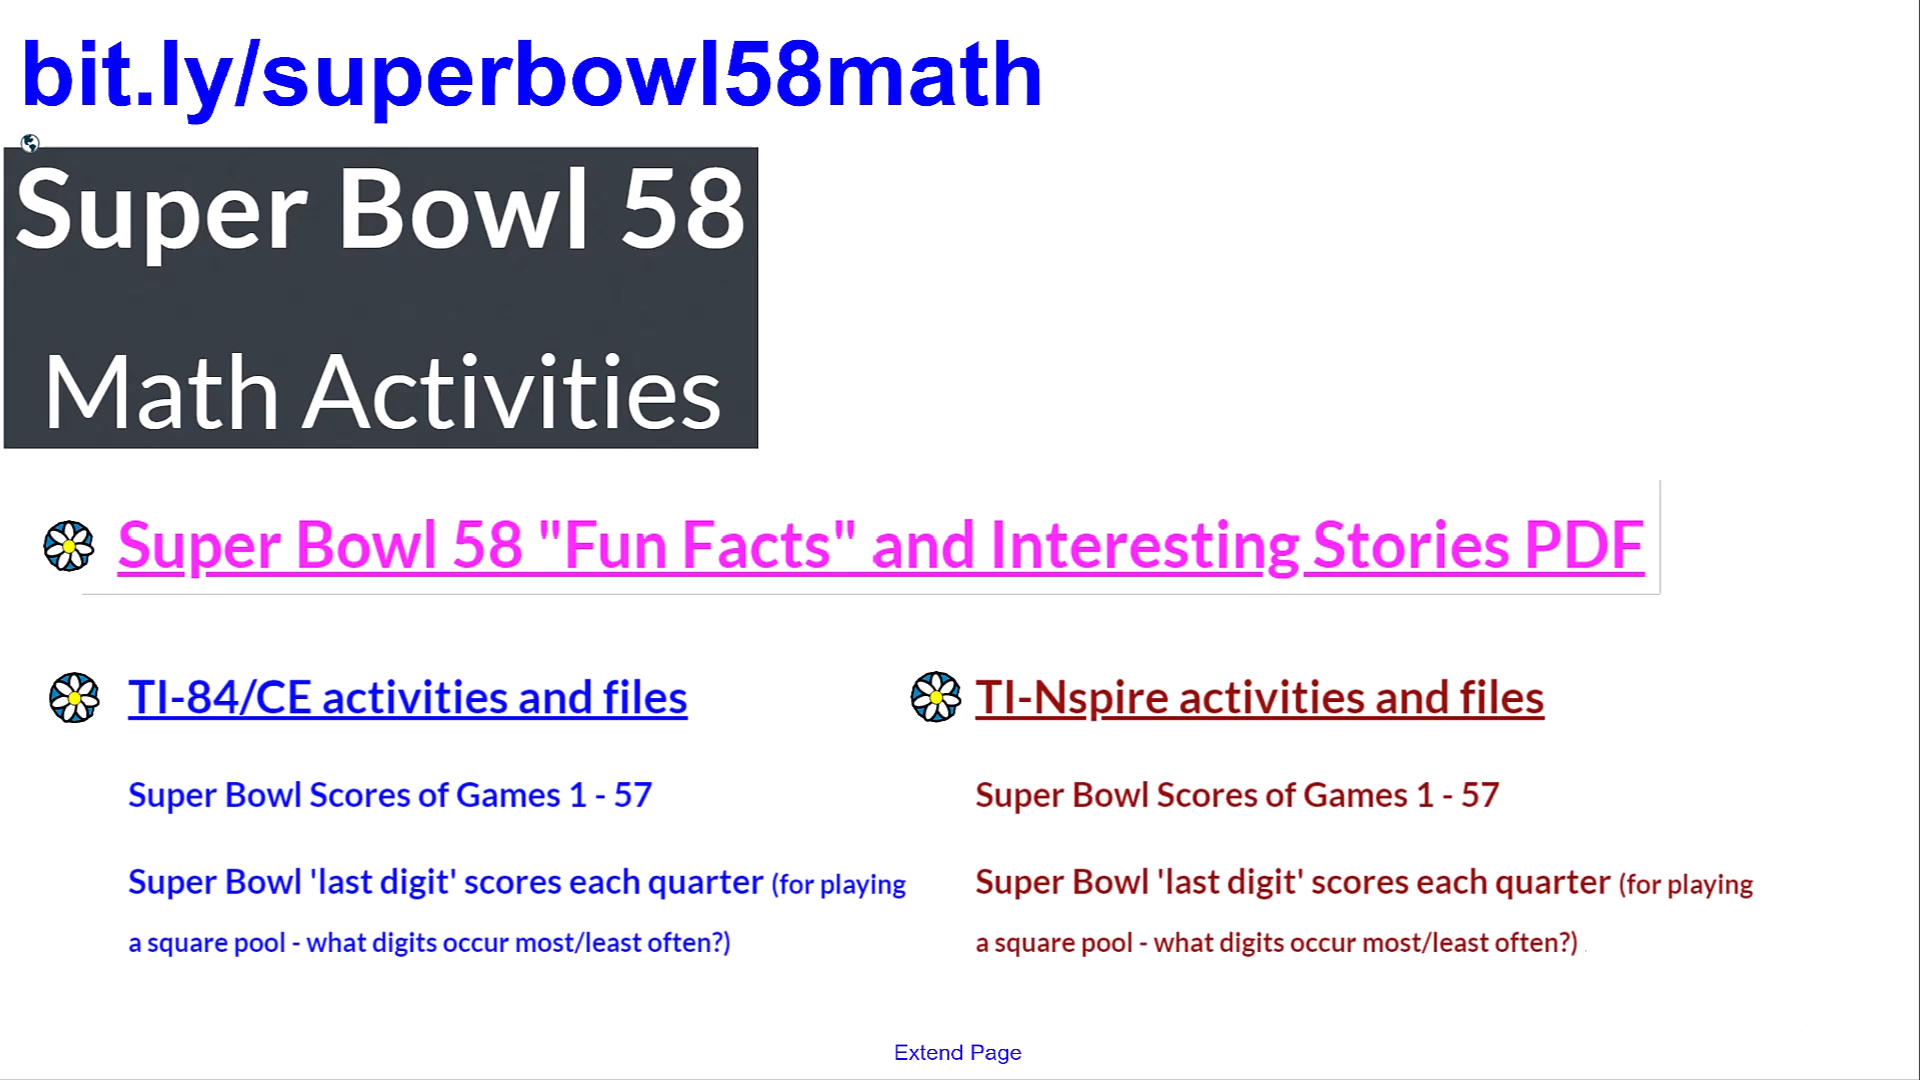 bit.ly/superbowl58math
Super Bowl 58
Math Activities
Super Bowl 58 "Fun Facts" and Interesting Stories PDF
TI-84/CE activities and files
Super Bowl Scores of Games 1 - 57
Super Bowl 'last digit' scores each quarter (for playing
a square pool - what digits occur most/least often?)
TI-Nspire activities and files
Super Bowl Scores of Games 1 - 57
Super Bowl 'last digit' scores each quarter (for playing
a square pool - what digits occur most/least often?)
Extend Page